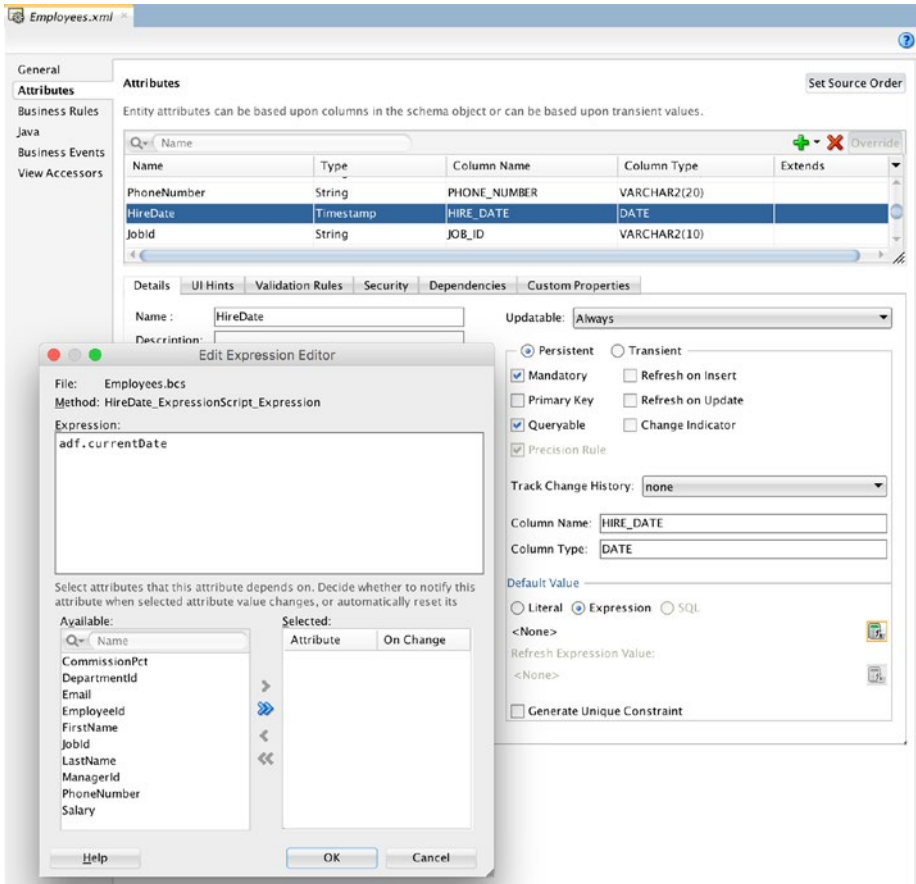 Employees.xml
General
Attributes
Business Rules
Java
Business Events
View Accessors
Attributes
Set Source Order
Entity attributes can be based upon columns in the schema object or can be based upon transient values.
Name
Override
Name Type Column Name Column Type Extends
PhoneNumber String PHONE_NUMBER VARCHAR2(20)
HireDate Timestamp HIRE_DATE DATE
JobId String JOB_ID VARCHAR2(10)
Details UI Hints Validation Rules Security Dependencies Custom Properties
Name : HireDate
Description:
Updatable: Always
Persistent Transient
Mandatory Refresh on Insert
Primary Key Refresh on Update
Queryable Change Indicator
Precision Rule
Track Change History: none
Column Name: HIRE_DATE
Column Type: DATE
Default Value
Literal Expression SQL
<None>
Refresh Expression Value:
<None>
Generate Unique Constraint
Edit Expression Editor
File: Employees.bcs
Method: HireDate_ExpressionScript_Expression
Expression:
adf.currentDate
Select attributes that this attribute depends on. Decide whether to notify this
attribute when selected attribute value changes, or automatically reset its
Available: Selected:
Name Attribute On Change
CommissionPct
DepartmentId
Email
EmployeeId
FirstName
JobId
LastName
ManagerId
PhoneNumber
Salary
Help OK Cancel